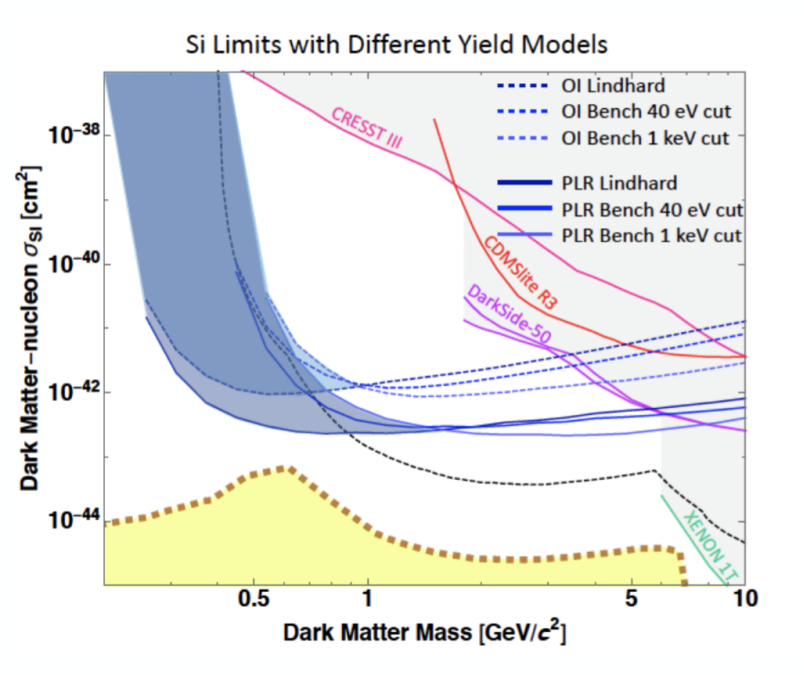 Si Limits with Different Yield Models
OI Lindhard
OI Bench 40 eV cut
OI Bench 1 keV cut
PLR Lindhard
PLR Bench 40 eV cut
PLR Bench 1 keV cut
CRESST III
CDMSlite R3
DarkSide-50
XENON 1T
Dark Matter–nucleon σSI [cm²]
10⁻³⁸
10⁻⁴⁰
10⁻⁴²
10⁻⁴⁴
0.5
1
5
10
Dark Matter Mass [GeV/c²]